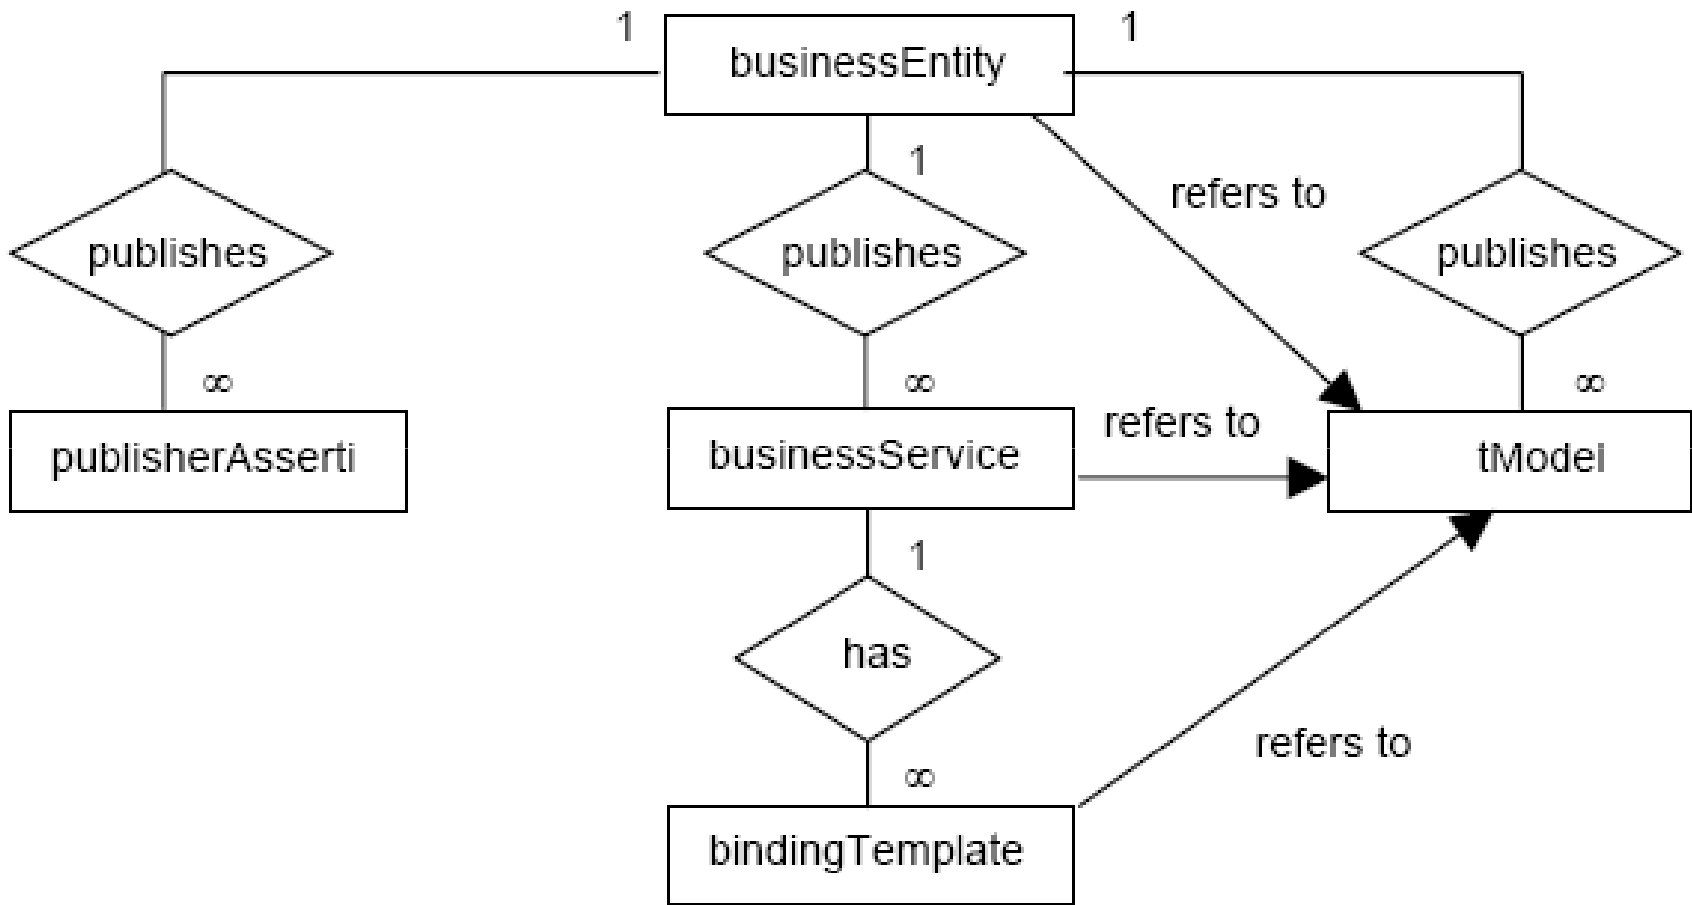 1
businessEntity
1
1
refers to
publishes
publishes
publishes
∞
∞
∞
refers to
publisherAsserti
businessService
tModel
1
has
refers to
∞
bindingTemplate